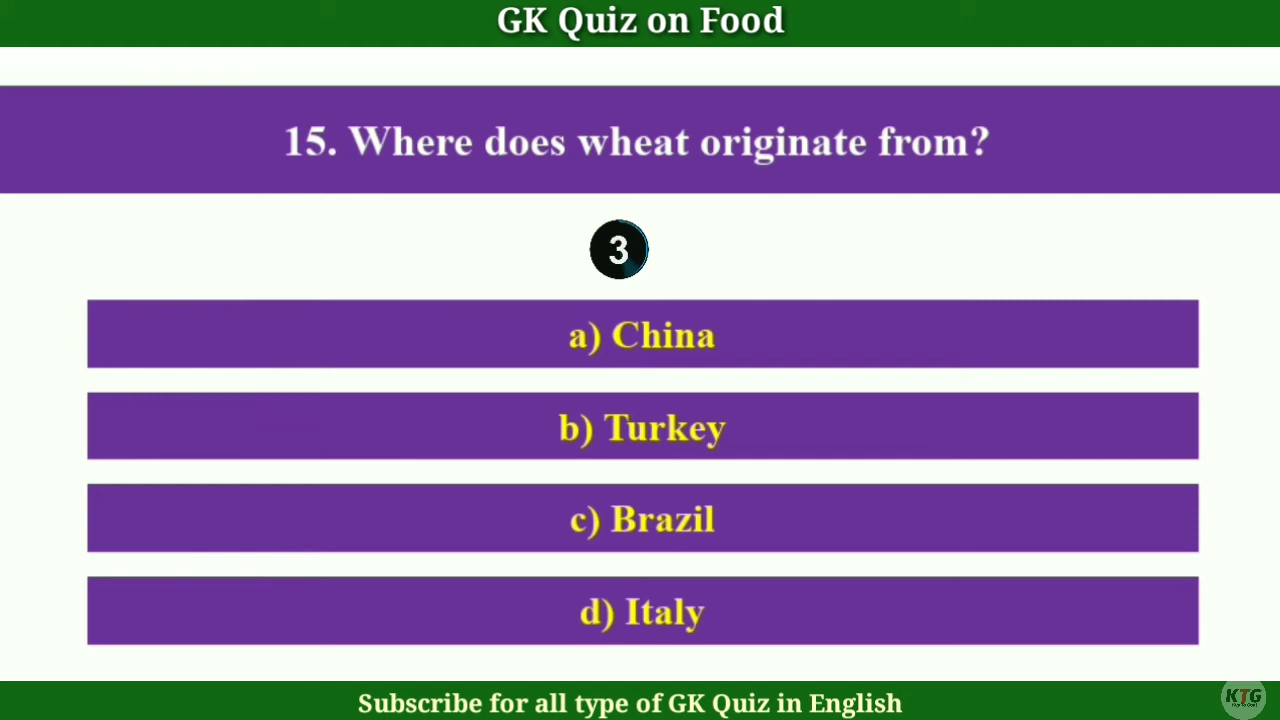 GK Quiz on Food
15. Where does wheat originate from?
3
a) China
b) Turkey
c) Brazil
d) Italy
Subscribe for all type of GK Quiz in English
KTG